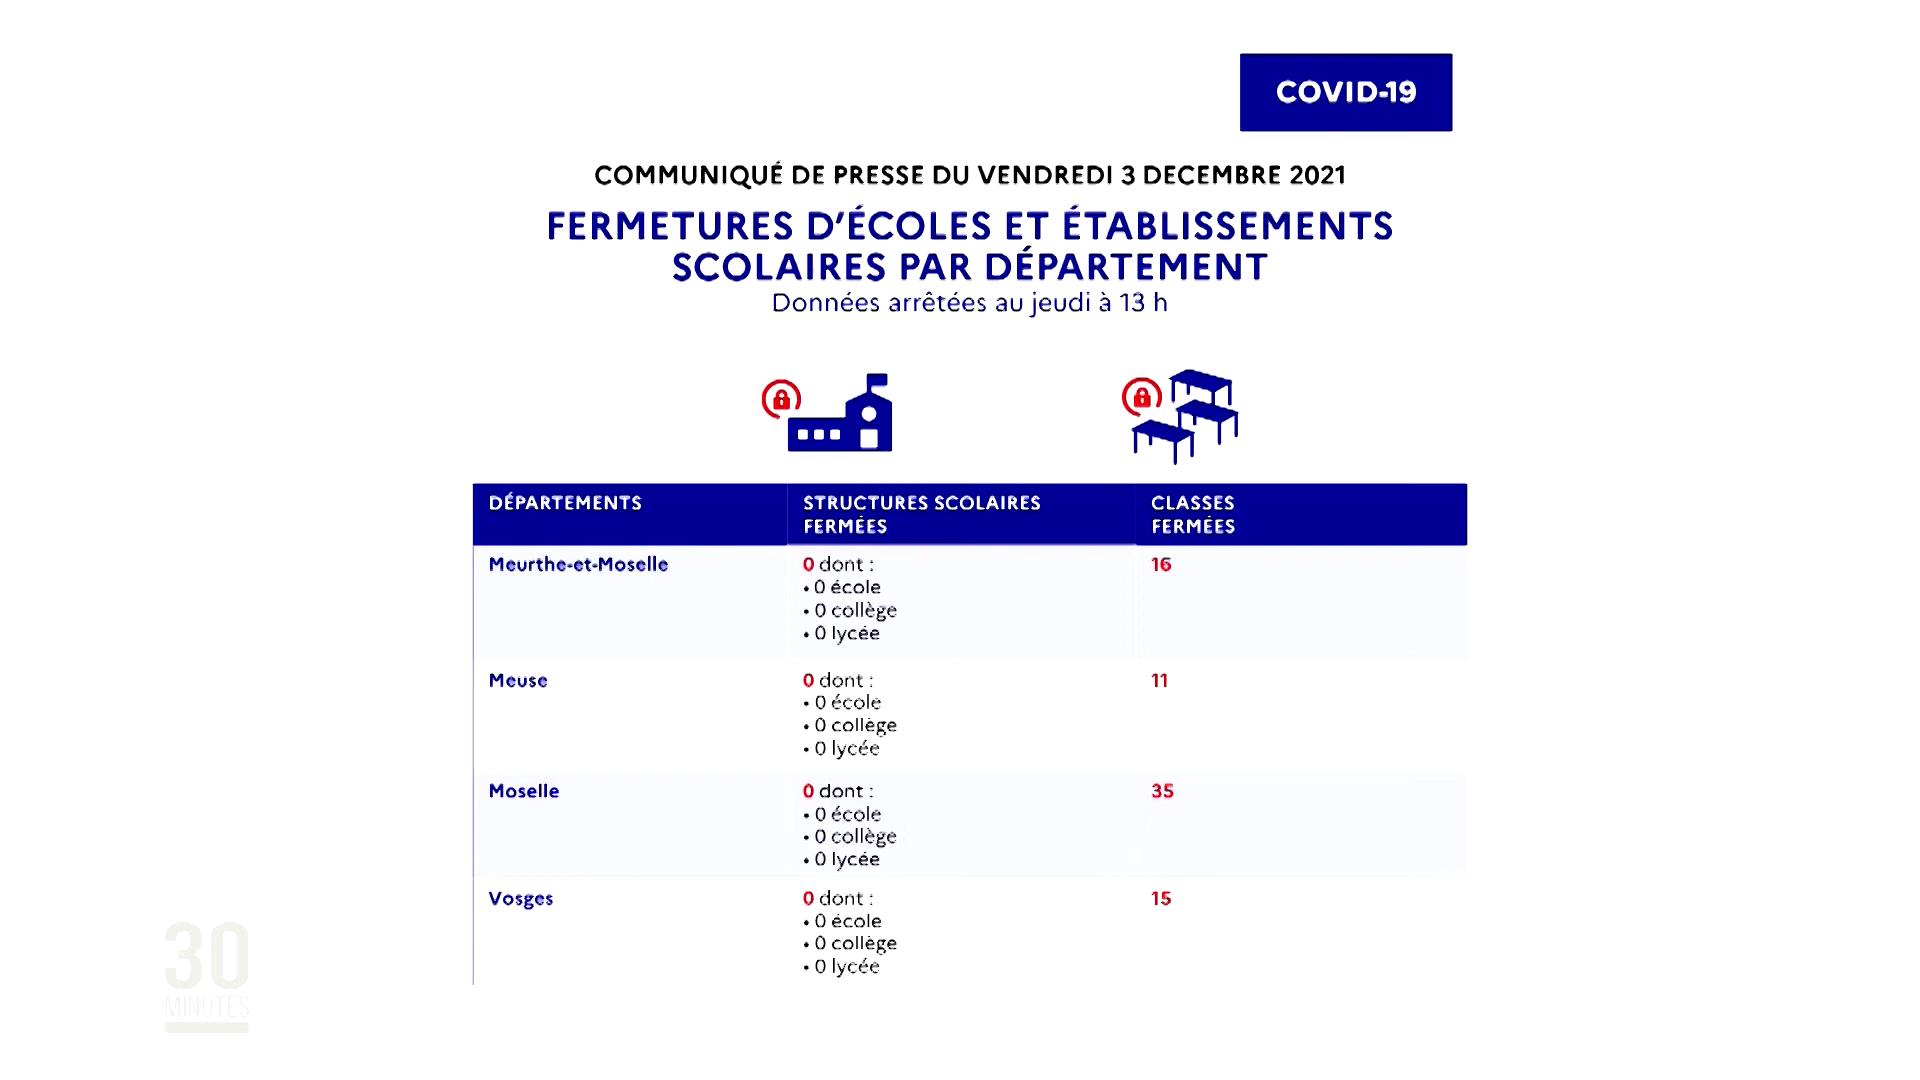 COVID-19
COMMUNIQUÉ DE PRESSE DU VENDREDI 3 DECEMBRE 2021
FERMETURES D'ÉCOLES ET ÉTABLISSEMENTS
SCOLAIRES PAR DÉPARTEMENT
Données arrêtées au jeudi à 13 h
DÉPARTEMENTS
STRUCTURES SCOLAIRES
FERMÉES
CLASSES
FERMÉES
Meurthe-et-Moselle
0 dont :
• 0 école
• 0 collège
• 0 lycée
16
Meuse
0 dont :
• 0 école
• 0 collège
• 0 lycée
11
Moselle
0 dont :
• 0 école
• 0 collège
• 0 lycée
35
Vosges
0 dont :
• 0 école
• 0 collège
• 0 lycée
15
30
MINUTES